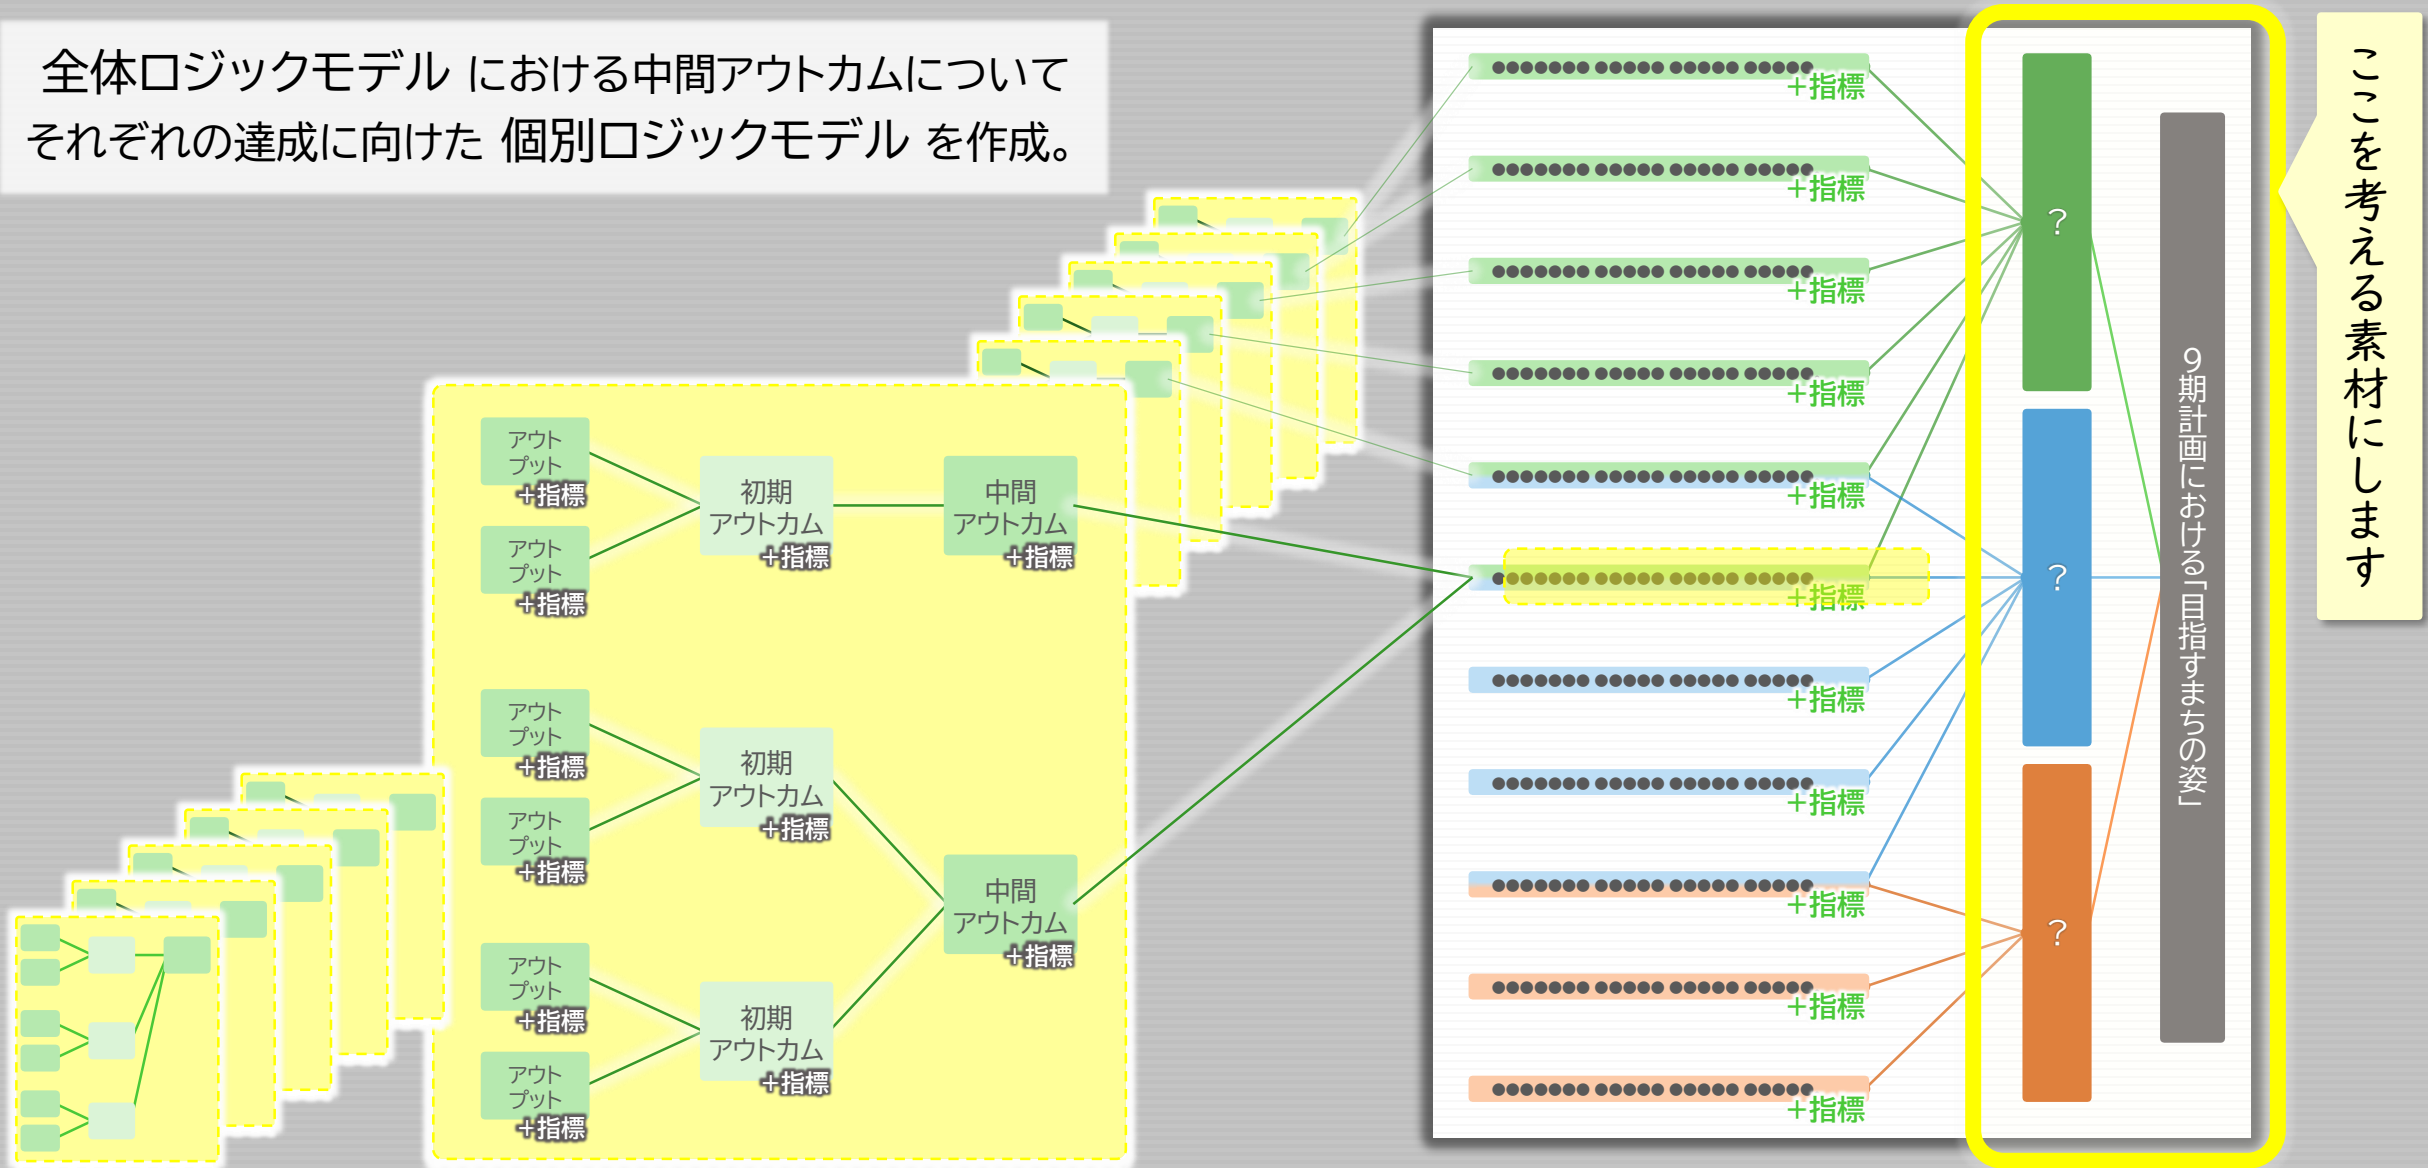 全体ロジックモデル における中間アウトカムについて
それぞれの達成に向けた 個別ロジックモデル を作成。
アウト
プット
+指標
アウト
プット
+指標
初期
アウトカム
+指標
中間
アウトカム
+指標
アウト
プット
+指標
アウト
プット
+指標
初期
アウトカム
+指標
アウト
プット
+指標
アウト
プット
+指標
初期
アウトカム
+指標
中間
アウトカム
+指標
●●●●●●● ●●●●● ●●●●● ●●●●●
+指標
●●●●●●● ●●●●● ●●●●● ●●●●●
+指標
●●●●●●● ●●●●● ●●●●● ●●●●●
+指標
●●●●●●● ●●●●● ●●●●● ●●●●●
+指標
●●●●●●● ●●●●● ●●●●● ●●●●●
+指標
●●●●●●● ●●●●● ●●●●● ●●●●●
+指標
●●●●●●● ●●●●● ●●●●● ●●●●●
+指標
●●●●●●● ●●●●● ●●●●● ●●●●●
+指標
●●●●●●● ●●●●● ●●●●● ●●●●●
+指標
●●●●●●● ●●●●● ●●●●● ●●●●●
+指標
●●●●●●● ●●●●● ●●●●● ●●●●●
+指標
?
?
?
9期計画における「目指すまちの姿」
ここを考える素材にします